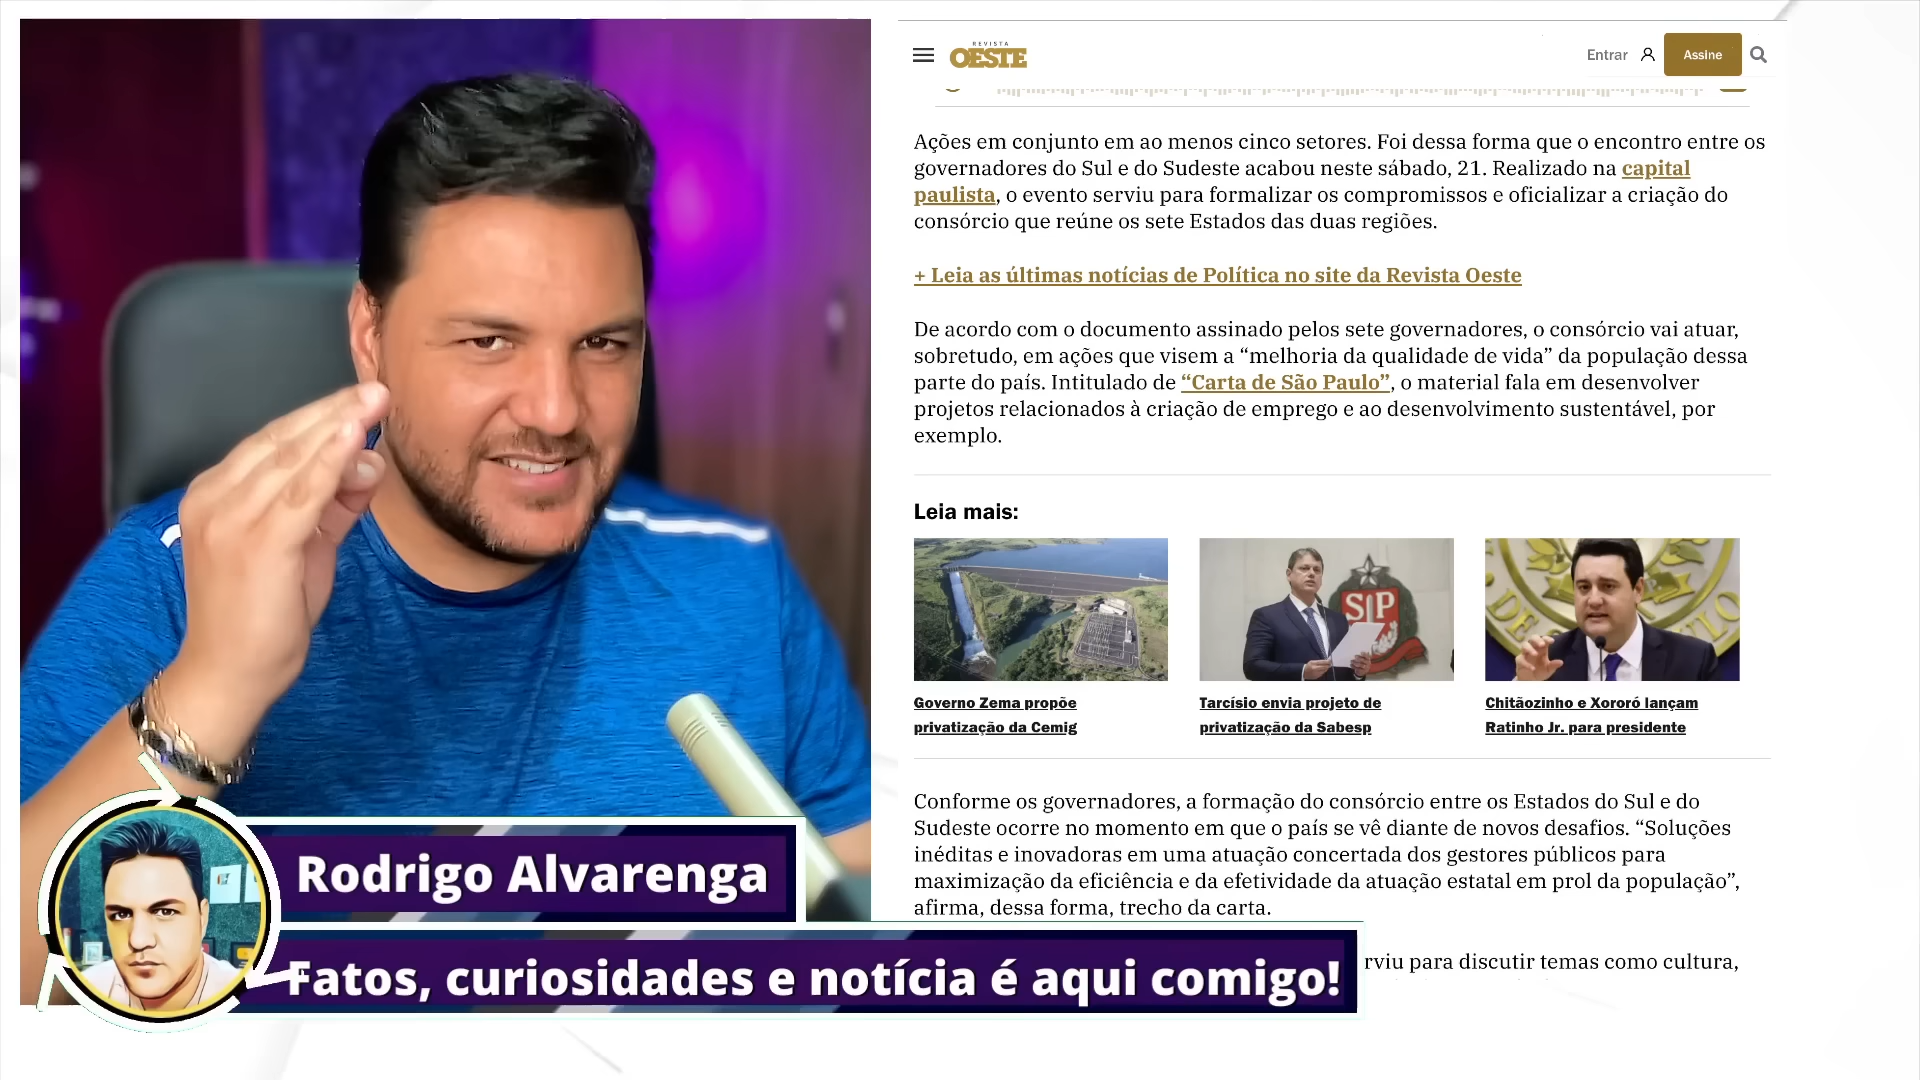 REVISTA
OESTE
Entrar
Assine
Ações em conjunto em ao menos cinco setores. Foi dessa forma que o encontro entre os
governadores do Sul e do Sudeste acabou neste sábado, 21. Realizado na capital
paulista, o evento serviu para formalizar os compromissos e oficializar a criação do
consórcio que reúne os sete Estados das duas regiões.
+ Leia as últimas notícias de Política no site da Revista Oeste
De acordo com o documento assinado pelos sete governadores, o consórcio vai atuar,
sobretudo, em ações que visem a “melhoria da qualidade de vida” da população dessa
parte do país. Intitulado de “Carta de São Paulo”, o material fala em desenvolver
projetos relacionados à criação de emprego e ao desenvolvimento sustentável, por
exemplo.
Leia mais:
SP
Governo Zema propõe
privatização da Cemig
Tarcísio envia projeto de
privatização da Sabesp
Chitãozinho e Xororó lançam
Ratinho Jr. para presidente
Conforme os governadores, a formação do consórcio entre os Estados do Sul e do
Sudeste ocorre no momento em que o país se vê diante de novos desafios. “Soluções
inéditas e inovadoras em uma atuação concertada dos gestores públicos para
maximização da eficiência e da efetividade da atuação estatal em prol da população”,
afirma, dessa forma, trecho da carta.
rviu para discutir temas como cultura,
Rodrigo Alvarenga
Fatos, curiosidades e notícia é aqui comigo!